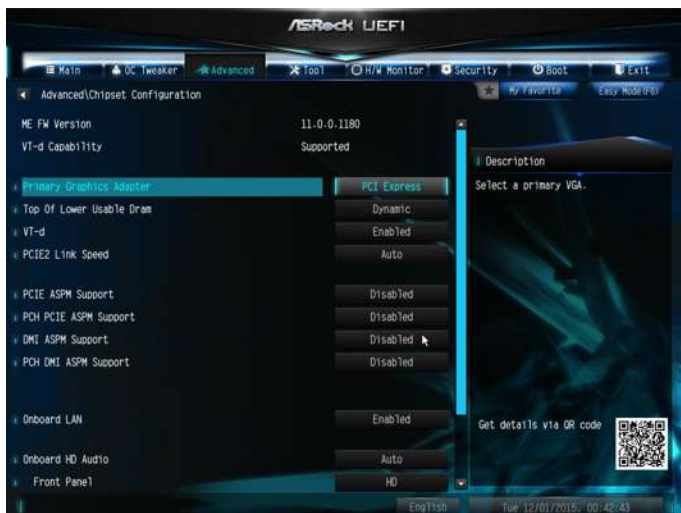 ASRock UEFI
Main OC Tweaker Advanced Tool H/W Monitor Security Boot Exit
Advanced\Chipset Configuration My Favorite Easy Mode(F6)
ME FW Version 11.0.0.1180
VT-d Capability Supported
Description
Primary Graphics Adapter PCI Express Select a primary VGA.
Top Of Lower Usable Dram Dynamic
VT-d Enabled
PCIE2 Link Speed Auto
PCIE ASPM Support Disabled
PCH PCIE ASPM Support Disabled
DMI ASPM Support Disabled
PCH DMI ASPM Support Disabled
Onboard LAN Enabled Get details via QR code
Onboard HD Audio Auto
Front Panel HD
English Tue 12/01/2015. 00:42:43